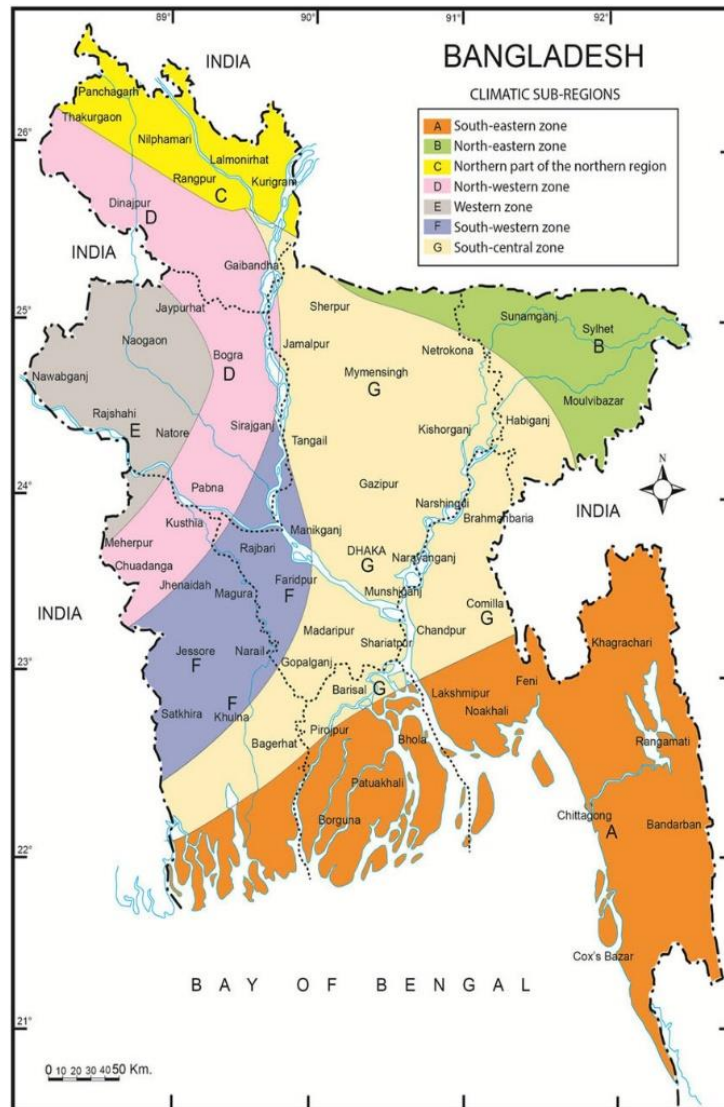 89° 90° 91° 92°
INDIA
BANGLADESH
CLIMATIC SUB-REGIONS
A South-eastern zone
B North-eastern zone
C Northern part of the northern region
D North-western zone
E Western zone
F South-western zone
G South-central zone
Panchagarh
Thakurgaon
26°
Nilphamari
Lalmonirhat
Rangpur
Kurigram
C
Dinajpur
D
INDIA
Gaibandha
25°
Jaypurhat
Sherpur
Sunamganj
Sylhet
B
Naogaon
Jamalpur
Netrokona
Bogra
D
Mymensingh
G
Nawabganj
Moulvibazar
Rajshahi
E
Natore
Sirajganj
Kishorganj
Habiganj
Tangail
24°
Pabna
Gazipur
Kusthia
Narshingdi
N
Manikganj
Brahmanbaria
INDIA
Meherpur
Rajbari
DHAKA
G
Narayanganj
Chuadanga
Jhenaidah
Faridpur
F
Magura
Munshiganj
INDIA
Comilla
G
Madaripur
Chandpur
Shariatpur
Khagrachari
Jessore
F
Narail
Gopalganj
23°
Barisal
G
Feni
Lakshmipur
Satkhira
F
Khulna
Noakhali
Pirojpur
Bagerhat
Bhola
Rangamati
Patuakhali
Borguna
Chittagong
A
Bandarban
22°
Cox's Bazar
BAY OF BENGAL
21°
0 10 20 30 40 50 Km.